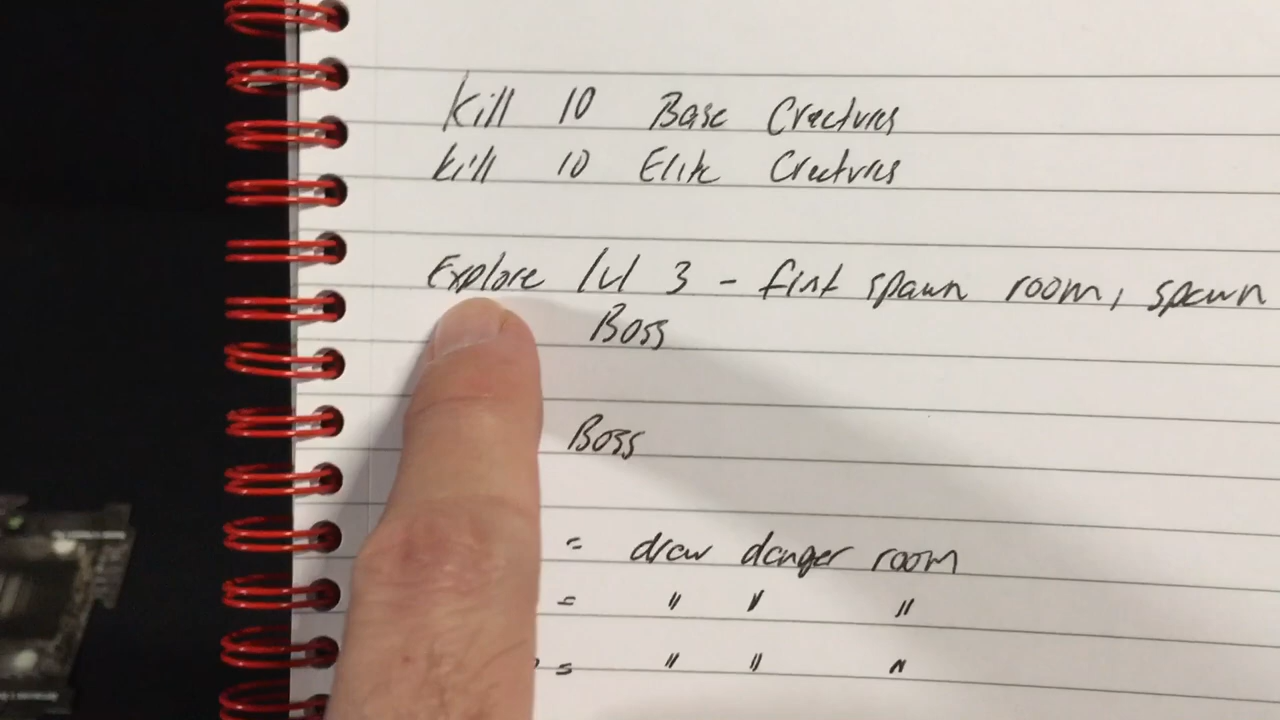 Kill 10 Base Creatures
Kill 10 Elite Creatures
Explore lvl 3 - first spawn room, spawn
Boss
Boss
= draw danger room
= " " "
= " " "